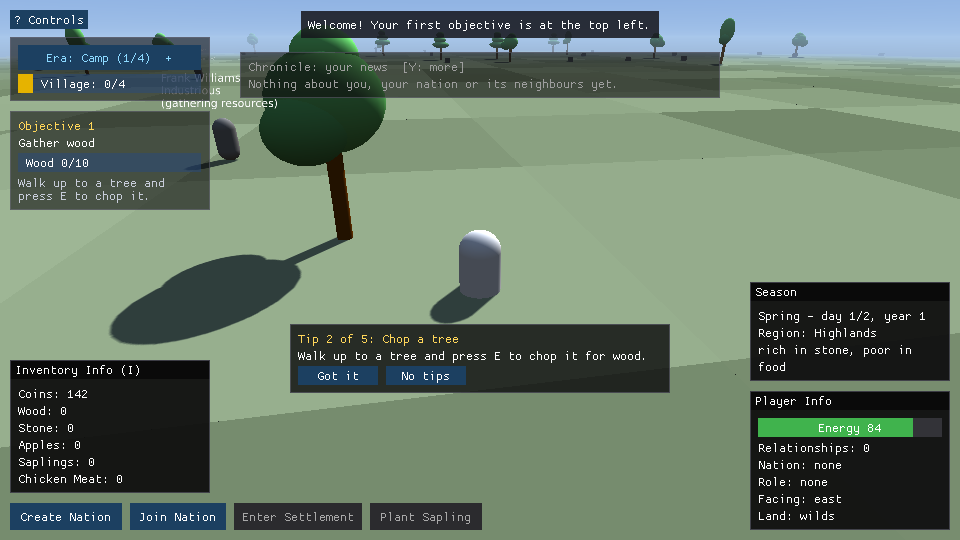 ? Controls
Welcome! Your first objective is at the top left.
Era: Camp (1/4) +
Village: 0/4
Chronicle: your news [Y: more]
Nothing about you, your nation or its neighbours yet.
Frank Williams
Industrious
(gathering resources)
Objective 1
Gather wood
Wood 0/10
Walk up to a tree and
press E to chop it.
Tip 2 of 5: Chop a tree
Walk up to a tree and press E to chop it for wood.
Got it
No tips
Season
Spring - day 1/2, year 1
Region: Highlands
rich in stone, poor in
food
Inventory Info (I)
Coins: 142
Wood: 0
Stone: 0
Apples: 0
Saplings: 0
Chicken Meat: 0
Player Info
Energy 84
Relationships: 0
Nation: none
Role: none
Facing: east
Land: wilds
Create Nation
Join Nation
Enter Settlement
Plant Sapling